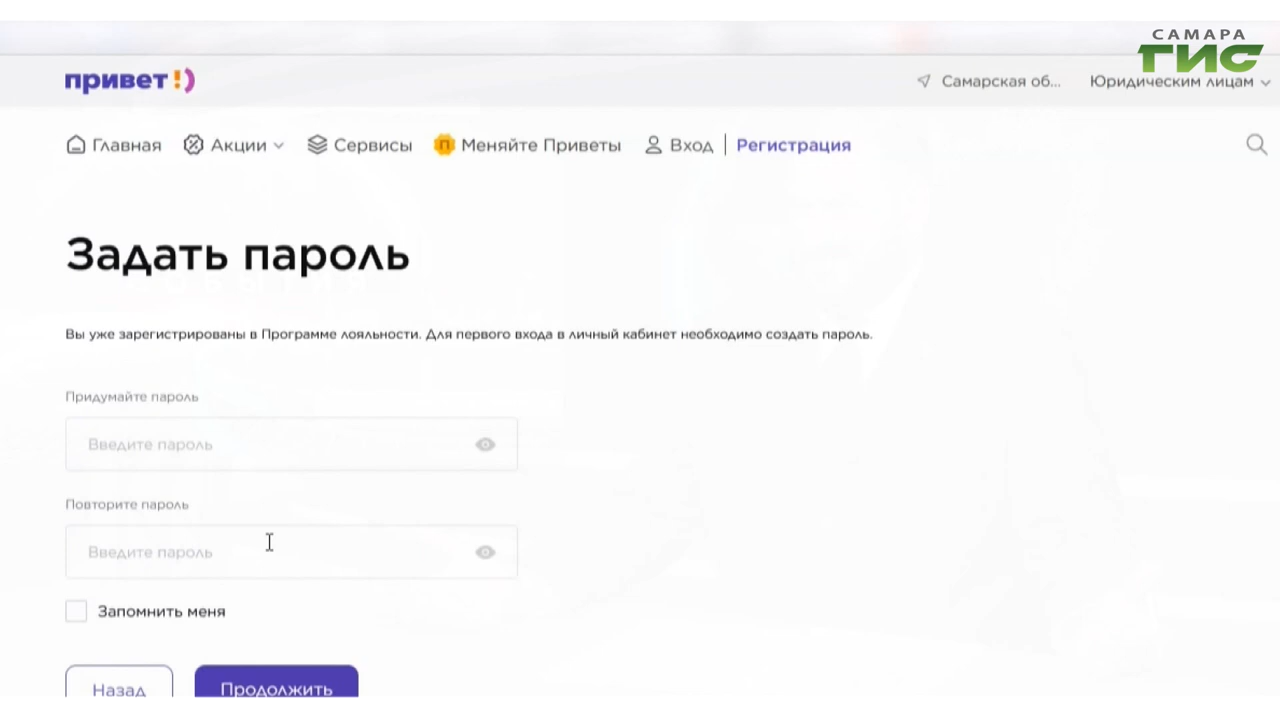 САМАРА
ГИС
привет!)
Самарская об... Юридическим лицам
Главная Акции Сервисы П Меняйте Приветы Вход | Регистрация
Задать пароль
Вы уже зарегистрированы в Программе лояльности. Для первого входа в личный кабинет необходимо создать пароль.
Придумайте пароль
Введите пароль
Повторите пароль
Введите пароль
Запомнить меня
Назад Продолжить